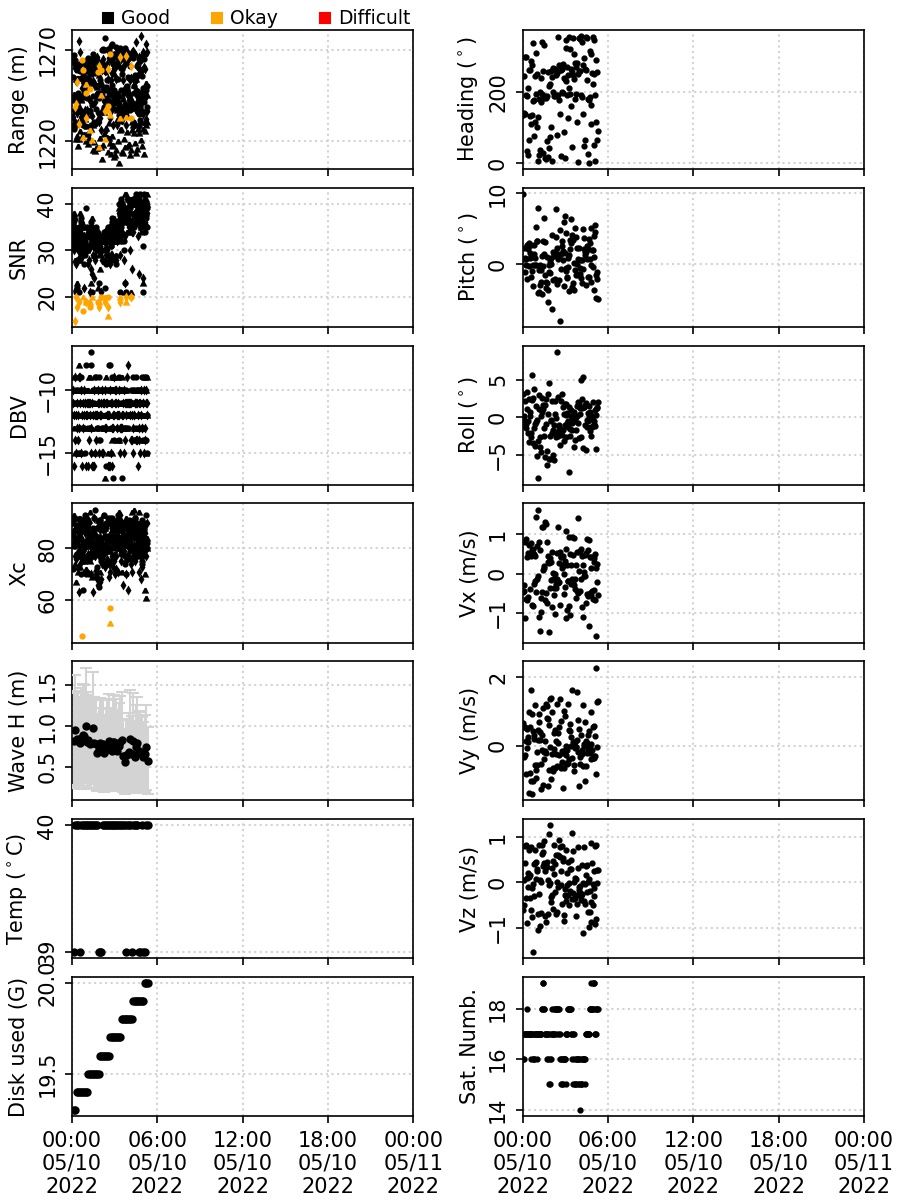 Good Okay Difficult
Range (m)
1270
1220
Heading (°)
200
0
SNR
40
30
20
Pitch (°)
10
0
DBV
−10
−15
Roll (°)
5
0
−5
Xc
80
60
Vx (m/s)
1
0
−1
Wave H (m)
1.5
1.0
0.5
Vy (m/s)
2
0
Temp (°C)
40
39
Vz (m/s)
1
0
−1
Disk used (G)
20.0
19.5
Sat. Numb.
18
16
14
00:00 06:00 12:00 18:00 00:00
05/10 05/10 05/10 05/10 05/11
2022 2022 2022 2022 2022
00:00 06:00 12:00 18:00 00:00
05/10 05/10 05/10 05/10 05/11
2022 2022 2022 2022 2022